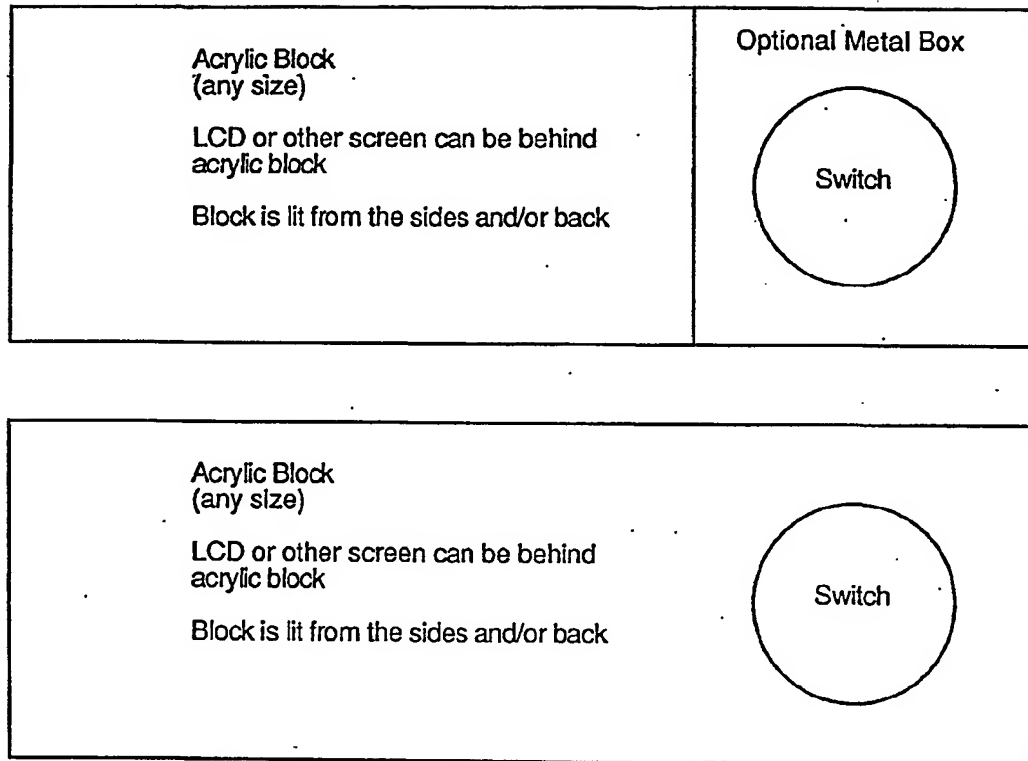 Acrylic Block
(any size)
LCD or other screen can be behind
acrylic block
Block is lit from the sides and/or back
Optional Metal Box
Switch
Acrylic Block
(any size)
LCD or other screen can be behind
acrylic block
Block is lit from the sides and/or back
Switch